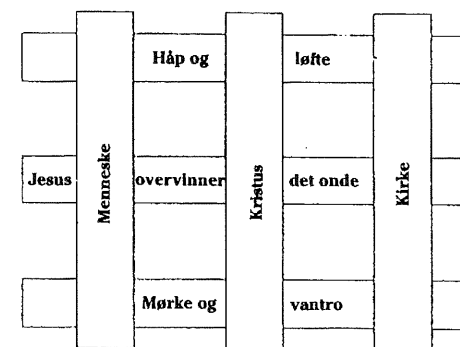 Håp og løfte
Jesus overvinner det onde
Mørke og vantro
Menneske
Kristus
Kirke